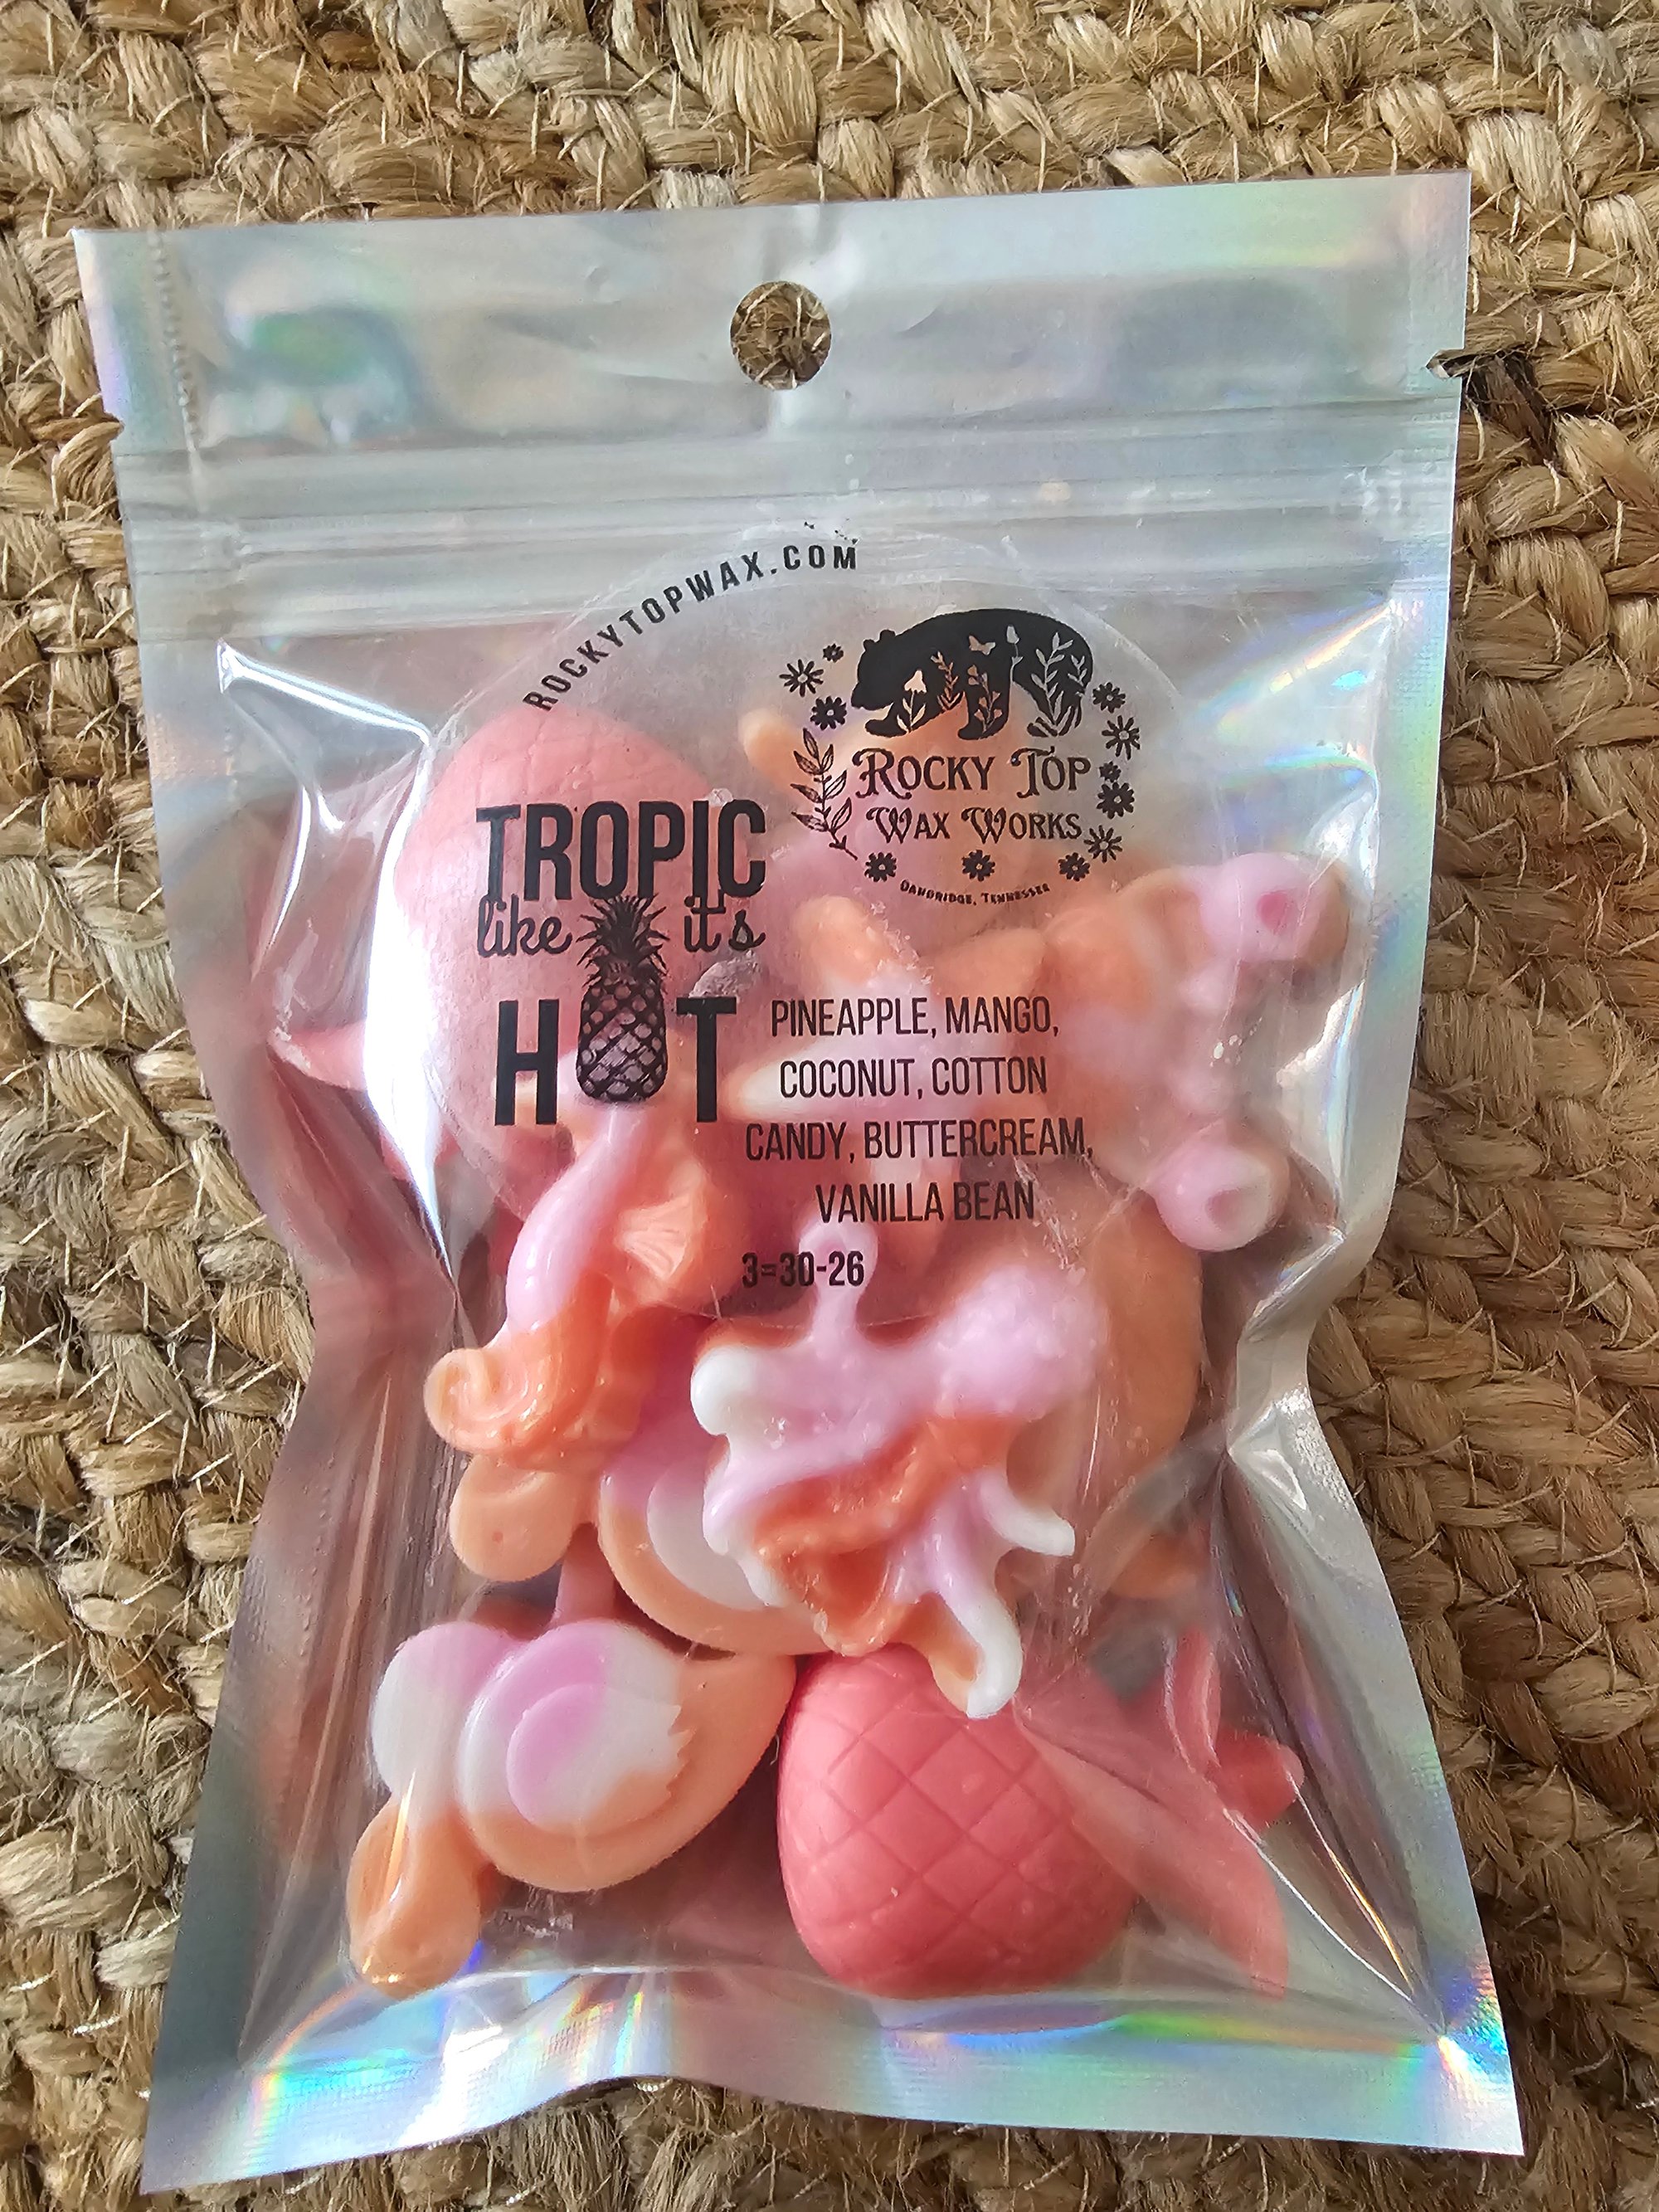 ROCKYTOPWAX.COM
ROCKY TOP
WAX WORKS
DANDRIDGE, TENNESSEE
TROPIC
like it's
HOT
PINEAPPLE, MANGO,
COCONUT, COTTON
CANDY, BUTTERCREAM,
VANILLA BEAN
3=30-26